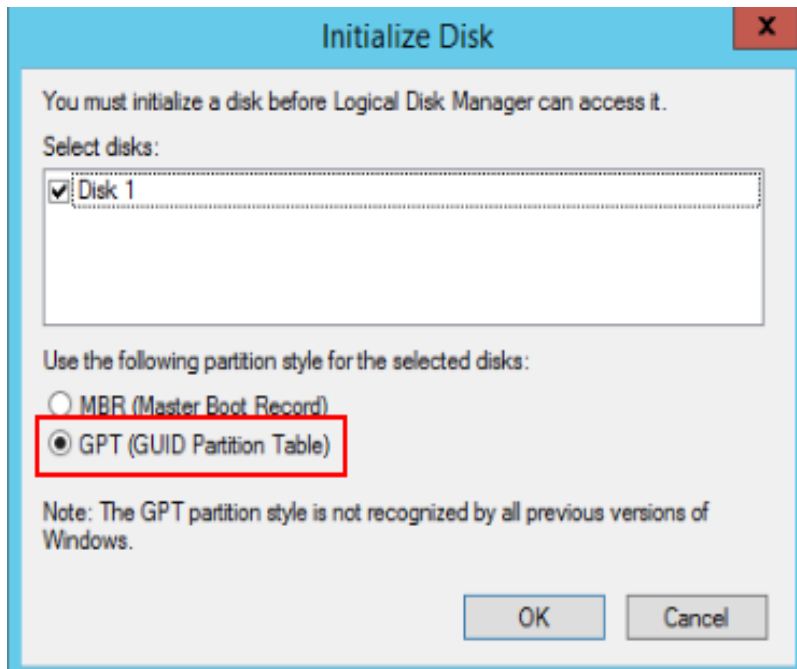 Initialize Disk
x
You must initialize a disk before Logical Disk Manager can access it.
Select disks:
Disk 1
Use the following partition style for the selected disks:
MBR (Master Boot Record)
GPT (GUID Partition Table)
Note: The GPT partition style is not recognized by all previous versions of
Windows.
OK Cancel